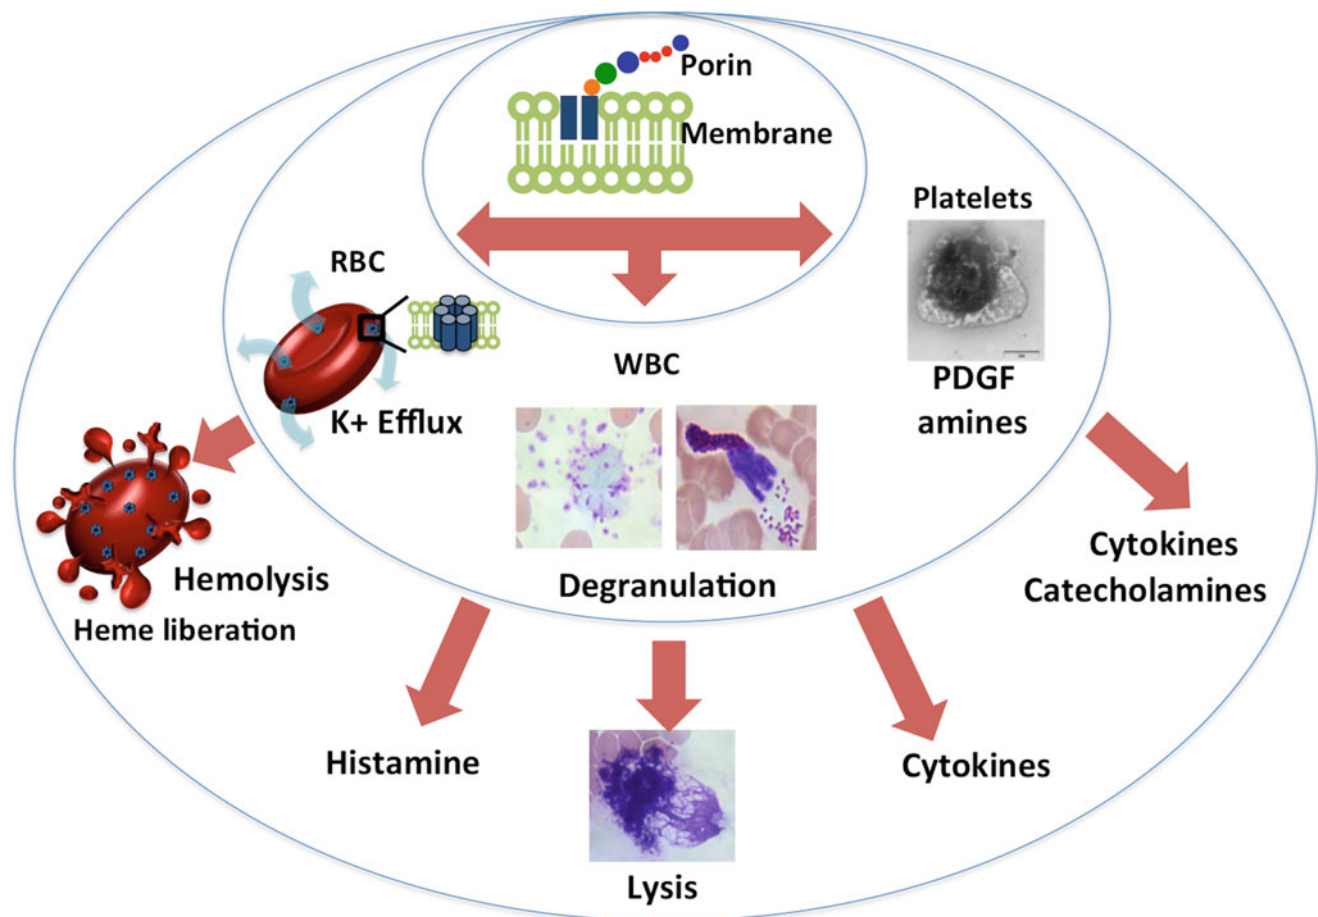 Porin
Membrane
Platelets
RBC
WBC
PDGF
amines
K+ Efflux
Degranulation
Cytokines
Catecholamines
Hemolysis
Heme liberation
Histamine
Cytokines
Lysis